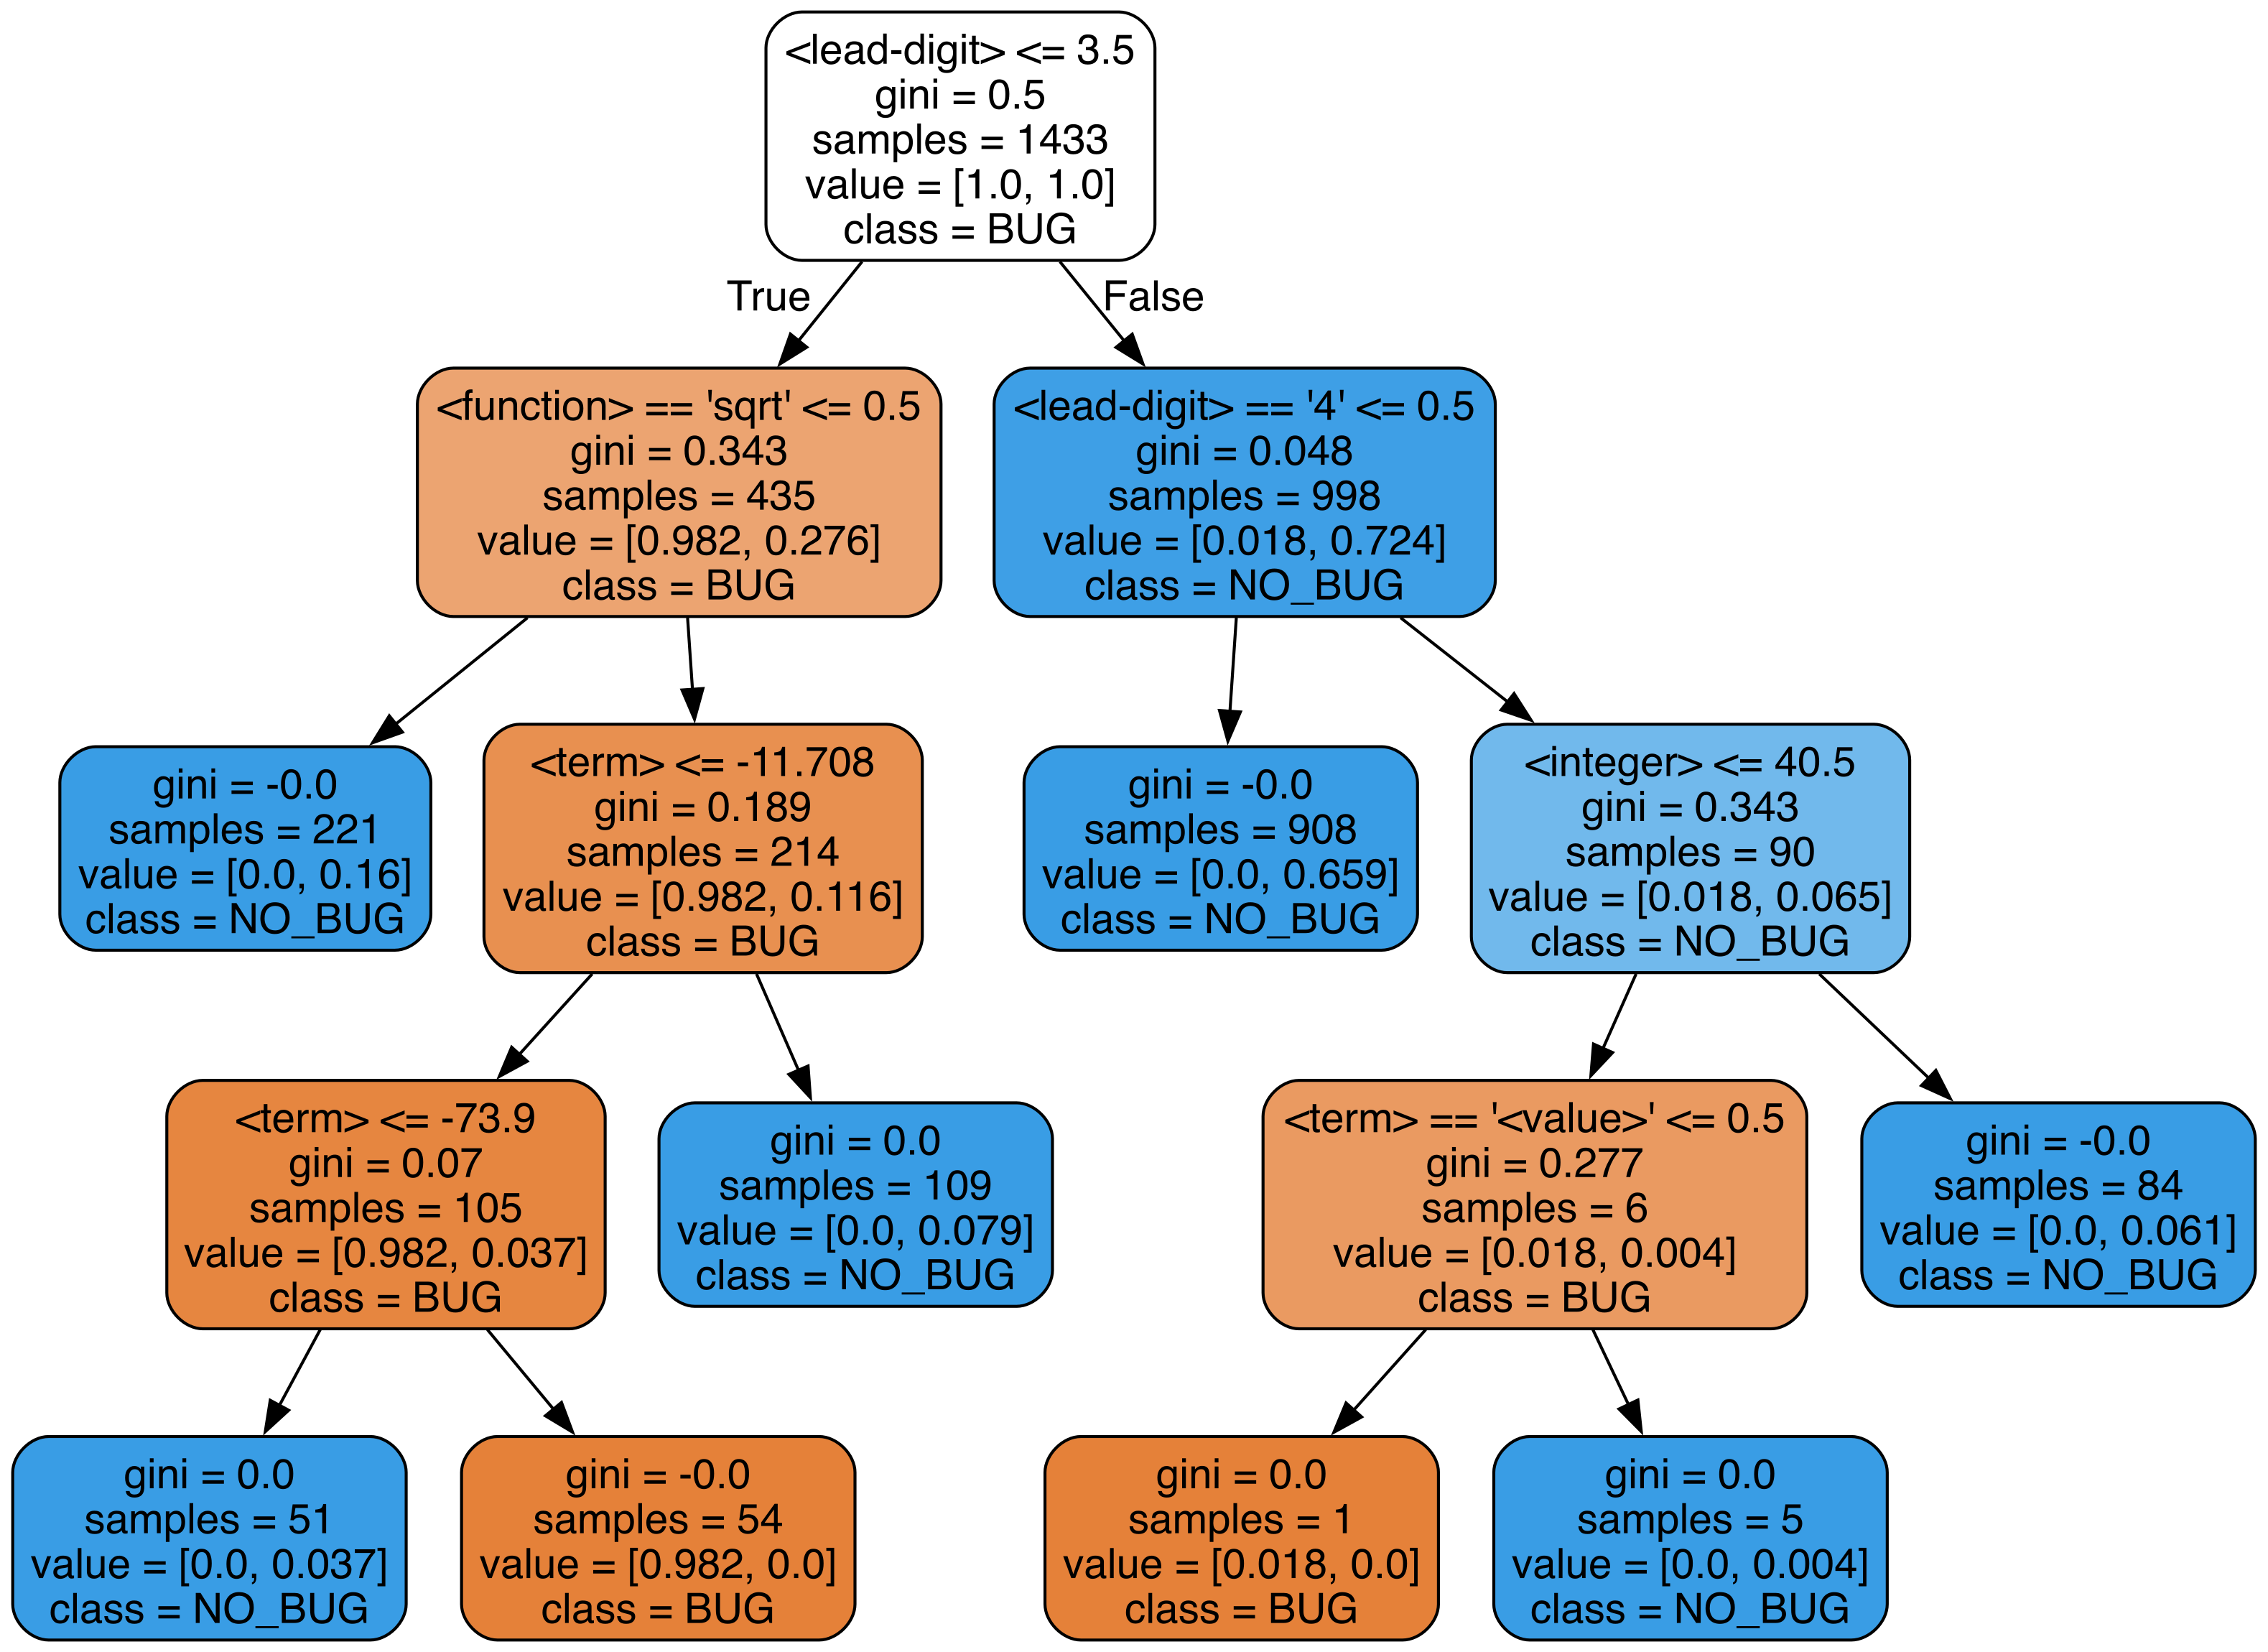 <lead-digit> <= 3.5
gini = 0.5
samples = 1433
value = [1.0, 1.0]
class = BUG
True
False
<function> == 'sqrt' <= 0.5
gini = 0.343
samples = 435
value = [0.982, 0.276]
class = BUG
<lead-digit> == '4' <= 0.5
gini = 0.048
samples = 998
value = [0.018, 0.724]
class = NO_BUG
gini = -0.0
samples = 221
value = [0.0, 0.16]
class = NO_BUG
<term> <= -11.708
gini = 0.189
samples = 214
value = [0.982, 0.116]
class = BUG
gini = -0.0
samples = 908
value = [0.0, 0.659]
class = NO_BUG
<integer> <= 40.5
gini = 0.343
samples = 90
value = [0.018, 0.065]
class = NO_BUG
<term> <= -73.9
gini = 0.07
samples = 105
value = [0.982, 0.037]
class = BUG
gini = 0.0
samples = 109
value = [0.0, 0.079]
class = NO_BUG
<term> == '<value>' <= 0.5
gini = 0.277
samples = 6
value = [0.018, 0.004]
class = BUG
gini = -0.0
samples = 84
value = [0.0, 0.061]
class = NO_BUG
gini = 0.0
samples = 51
value = [0.0, 0.037]
class = NO_BUG
gini = -0.0
samples = 54
value = [0.982, 0.0]
class = BUG
gini = 0.0
samples = 1
value = [0.018, 0.0]
class = BUG
gini = 0.0
samples = 5
value = [0.0, 0.004]
class = NO_BUG